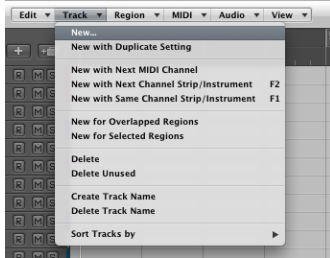 Edit ▼ Track ▼ Region ▼ MIDI ▼ Audio ▼ View ▼
New...
New with Duplicate Setting
New with Next MIDI Channel
New with Next Channel Strip/Instrument F2
New with Same Channel Strip/Instrument F1
New for Overlapped Regions
New for Selected Regions
Delete
Delete Unused
Create Track Name
Delete Track Name
Sort Tracks by ▶
R M S
R M S
R M S
R M S
R M S
R M S
R M S
R M S
R M S
R M S